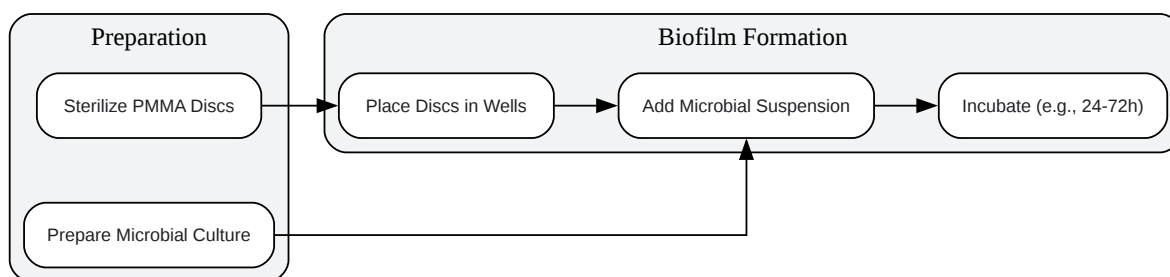 Preparation
Biofilm Formation
Sterilize PMMA Discs
Place Discs in Wells
Add Microbial Suspension
Incubate (e.g., 24-72h)
Prepare Microbial Culture